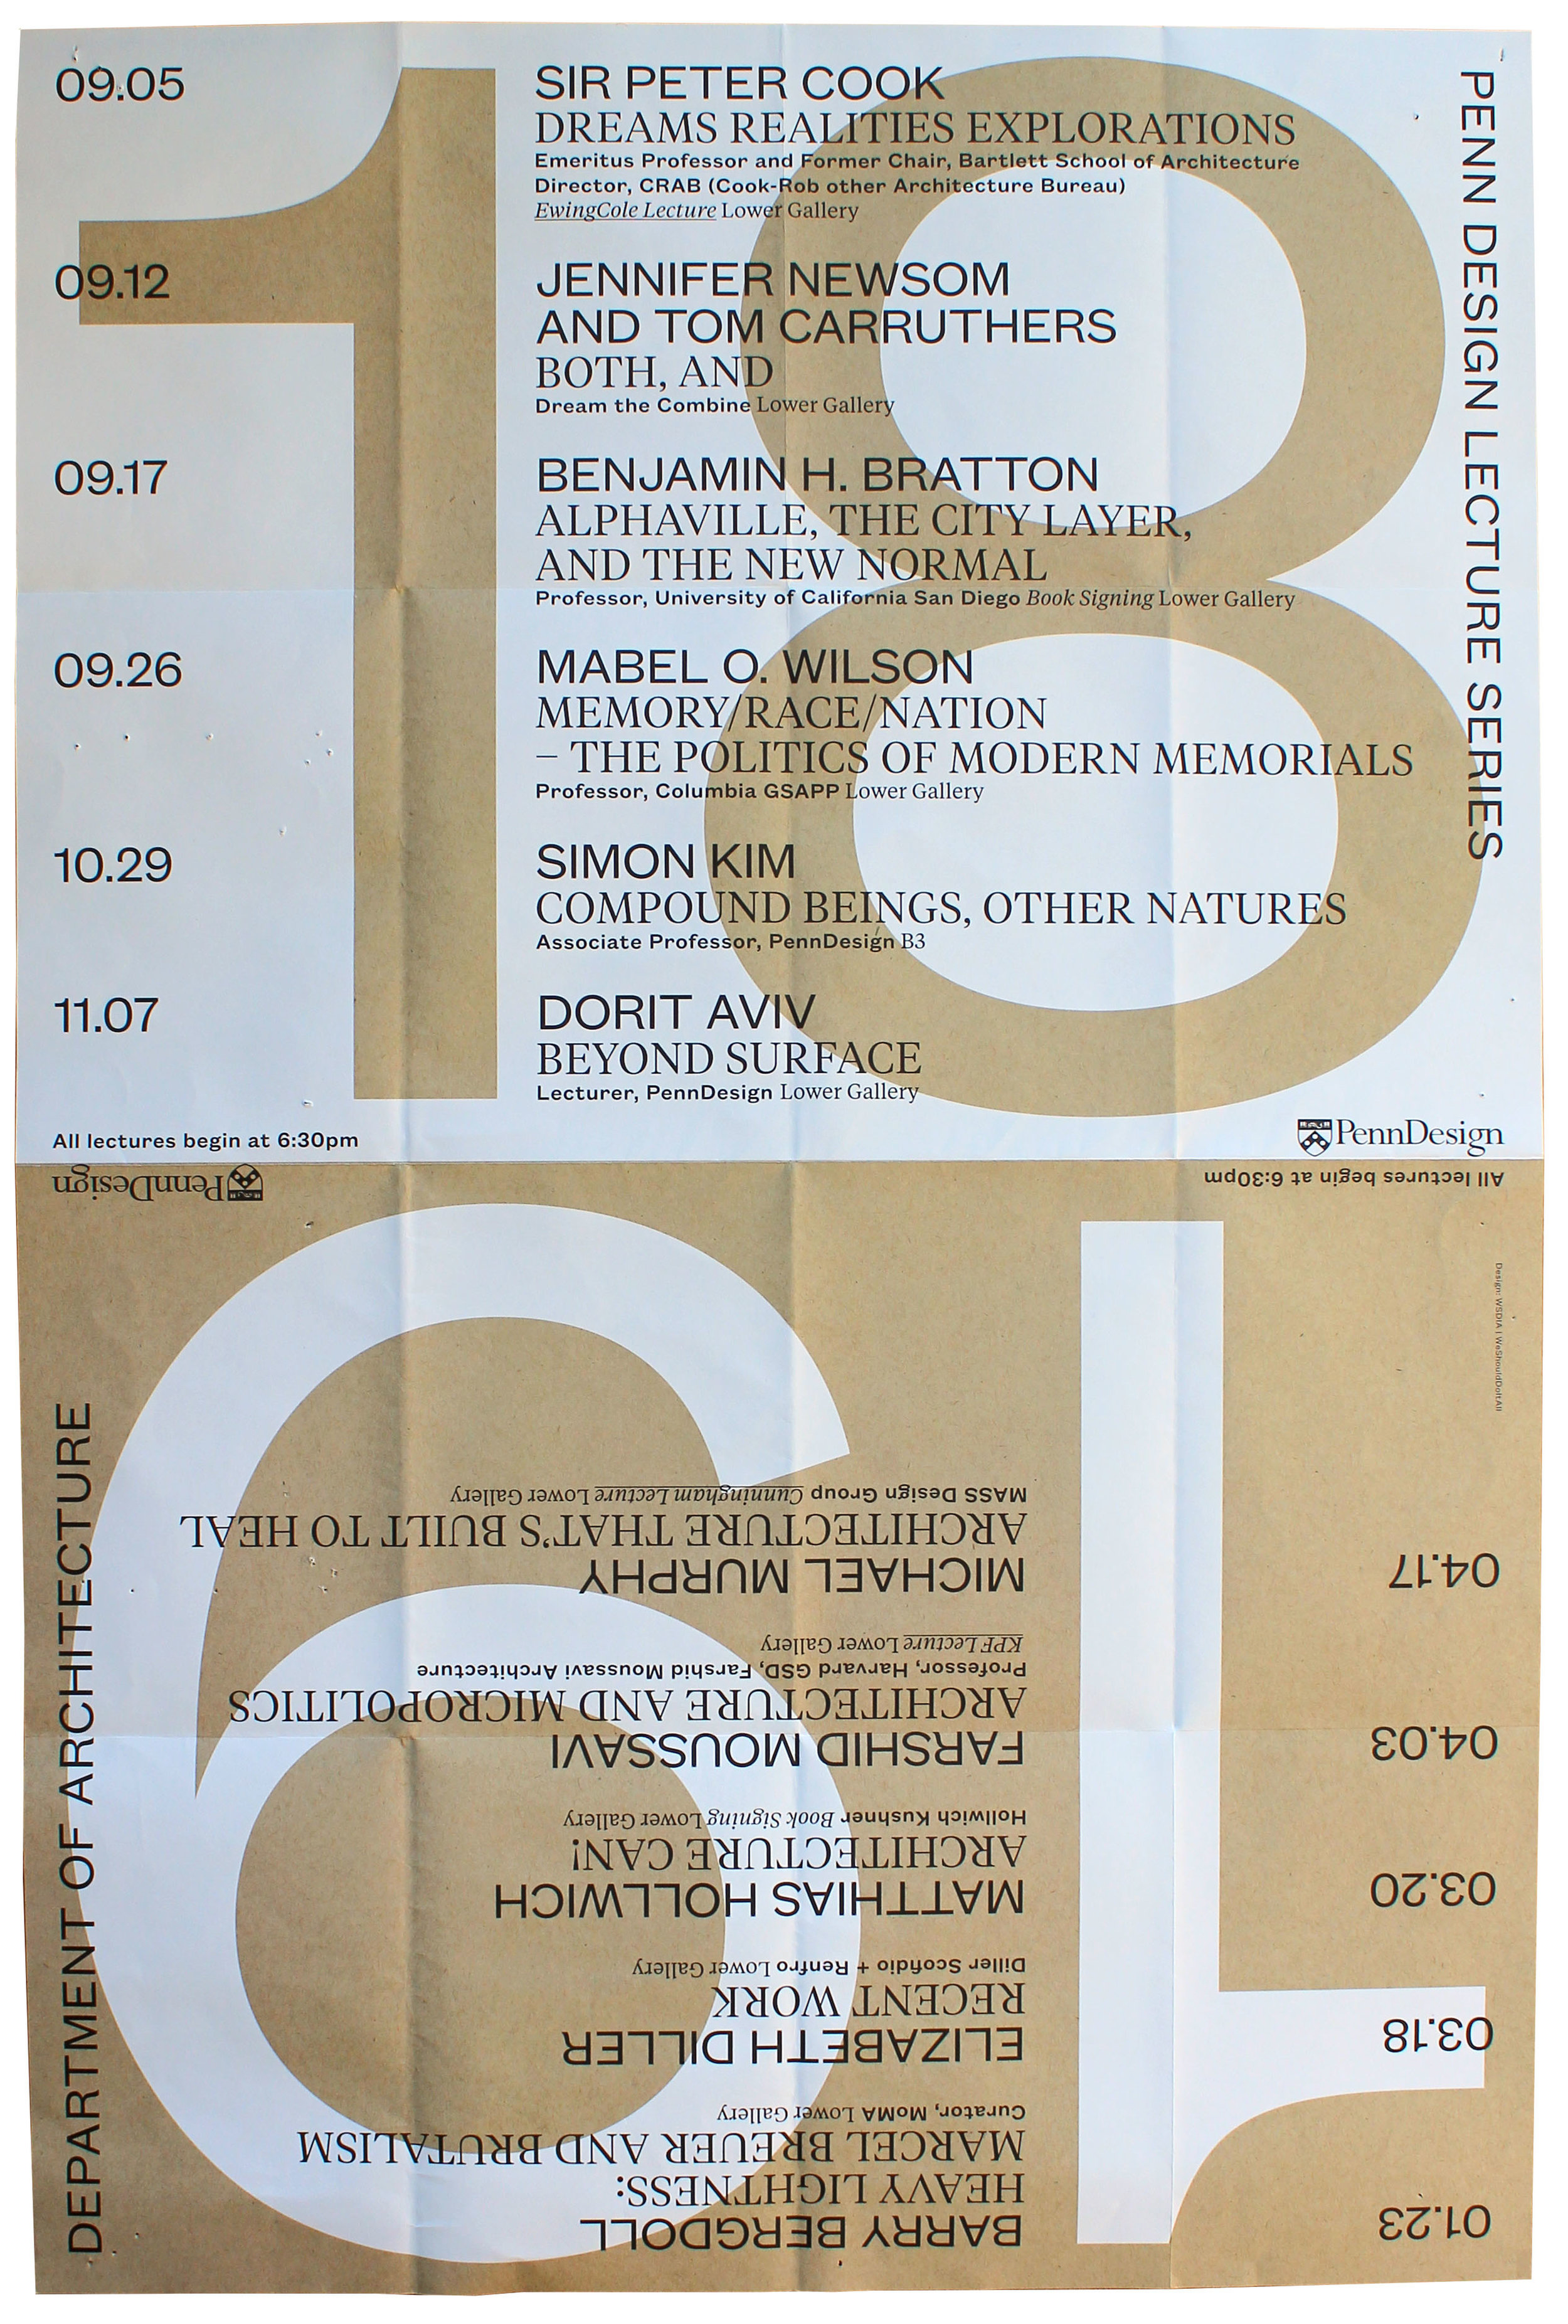 09.05
SIR PETER COOK
DREAMS REALITIES EXPLORATIONS
Emeritus Professor and Former Chair, Bartlett School of Architecture
Director, CRAB (Cook-Rob other Architecture Bureau)
EwingCole Lecture Lower Gallery
09.12
JENNIFER NEWSOM
AND TOM CARRUTHERS
BOTH, AND
Dream the Combine Lower Gallery
09.17
BENJAMIN H. BRATTON
ALPHAVILLE, THE CITY LAYER,
AND THE NEW NORMAL
Professor, University of California San Diego Book Signing Lower Gallery
09.26
MABEL O. WILSON
MEMORY/RACE/NATION
– THE POLITICS OF MODERN MEMORIALS
Professor, Columbia GSAPP Lower Gallery
10.29
SIMON KIM
COMPOUND BEINGS, OTHER NATURES
Associate Professor, PennDesign B3
11.07
DORIT AVIV
BEYOND SURFACE
Lecturer, PennDesign Lower Gallery
All lectures begin at 6:30pm
PennDesign
PENN DESIGN LECTURE SERIES
18
DEPARTMENT OF ARCHITECTURE
19
01.23
BARRY BERGDOLL
HEAVY LIGHTNESS:
MARCEL BREUER AND BRUTALISM
Curator, MoMA Lower Gallery
03.18
ELIZABETH DILLER
RECENT WORK
Diller Scofidio + Renfro Lower Gallery
03.20
MATTHIAS HOLLWICH
ARCHITECTURE CAN!
Hollwich Kushner Book Signing Lower Gallery
04.03
FARSHID MOUSSAVI
ARCHITECTURE AND MICROPOLITICS
Professor, Harvard GSD, Farshid Moussavi Architecture
KPF Lecture Lower Gallery
04.17
MICHAEL MURPHY
ARCHITECTURE THAT'S BUILT TO HEAL
MASS Design Group Cunningham Lecture Lower Gallery
All lectures begin at 6:30pm
PennDesign
Design: WSDIA | WeShouldDoItAll